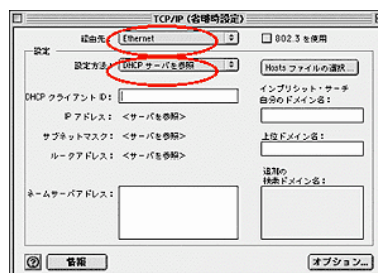 TCP/IP (省略時設定)
経由先: Ethernet
802.3 を使用
設定
設定方法: DHCP サーバを参照
Hosts ファイルの選択...
DHCP クライアント ID:
インプリシット・サーチ
自分のドメイン名:
IP アドレス: <サーバを参照>
サブネットマスク: <サーバを参照>
上位ドメイン名:
ルータアドレス: <サーバを参照>
追加の
検索ドメイン名:
ネームサーバアドレス:
?
情報
オプション...